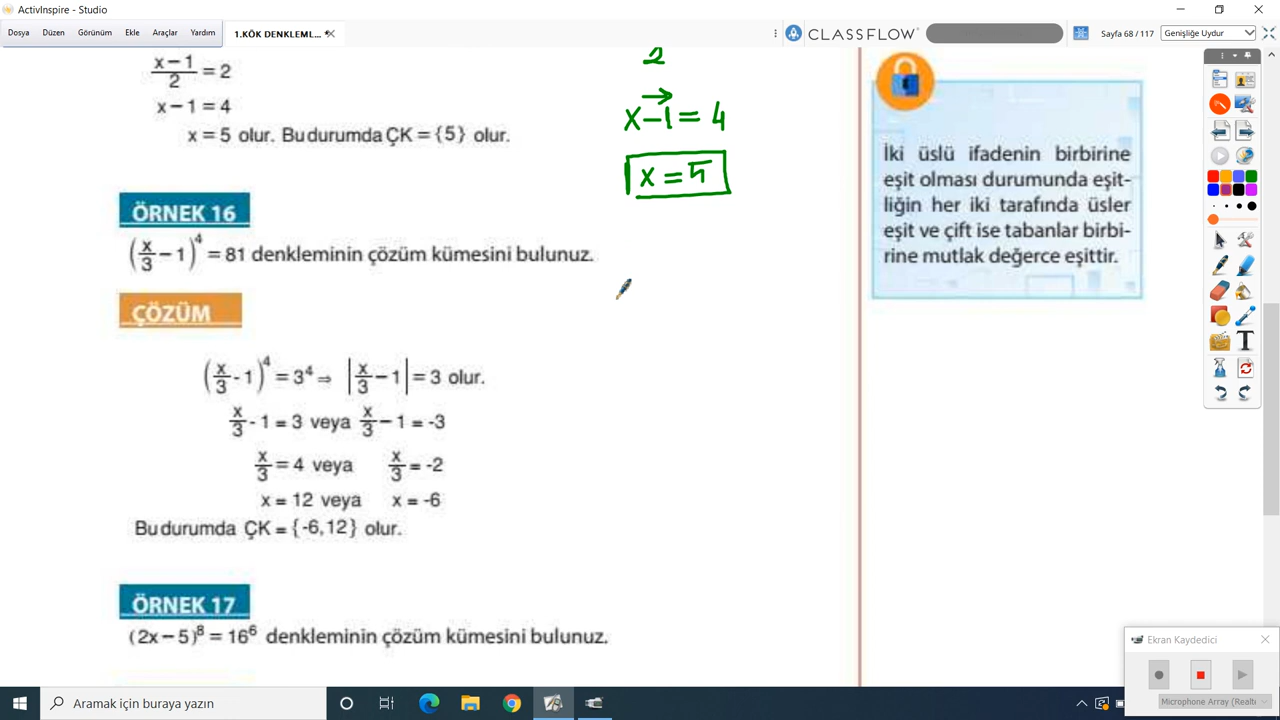 ActivInspire - Studio
Dosya Düzen Görünüm Ekle Araçlar Yardım
1.KÖK DENKLEML...
CLASSFLOW
Sayfa 68 / 117
Genişliğe Uydur
x-1/2 = 2
x-1 = 4
x = 5 olur. Bu durumda ÇK = {5} olur.
2
x-1 = 4
x = 5
İki üslü ifadenin birbirine
eşit olması durumunda eşit-
liğin her iki tarafında üsler
eşit ve çift ise tabanlar birbi-
rine mutlak değerce eşittir.
ÖRNEK 16
(x/3 - 1)⁴ = 81 denkleminin çözüm kümesini bulunuz.
ÇÖZÜM
(x/3 - 1)⁴ = 3⁴ ⇒ |x/3 - 1| = 3 olur.
x/3 - 1 = 3 veya x/3 - 1 = -3
x/3 = 4 veya x/3 = -2
x = 12 veya x = -6
Bu durumda ÇK = {-6,12} olur.
ÖRNEK 17
(2x - 5)⁸ = 16⁶ denkleminin çözüm kümesini bulunuz.
Ekran Kaydedici
Microphone Array (Realte
Aramak için buraya yazın